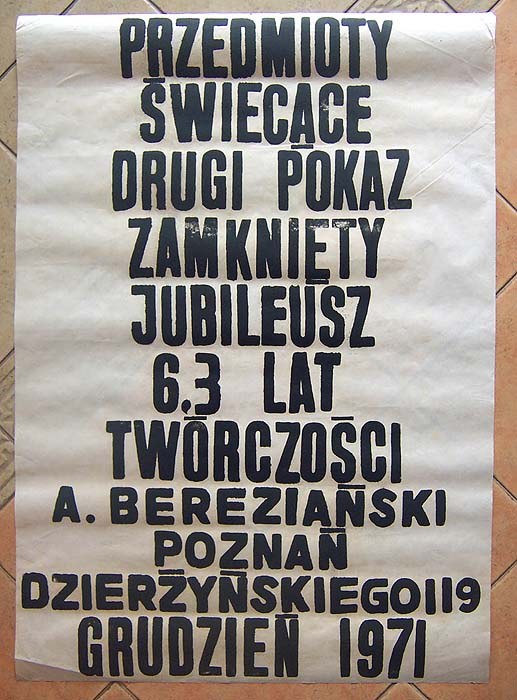 PRZEDMIOTY
ŚWIECĄCE
DRUGI POKAZ
ZAMKNIĘTY
JUBILEUSZ
6,3 LAT
TWÓRCZOŚCI
A. BEREZIAŃSKI
POZNAŃ
DZIERŻYŃSKIEGO 119
GRUDZIEŃ 1971